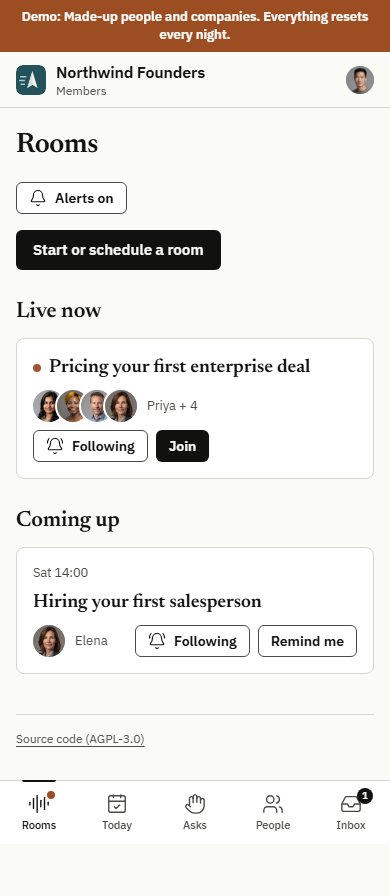 Demo: Made-up people and companies. Everything resets
every night.
Northwind Founders
Members
Rooms
Alerts on
Start or schedule a room
Live now
Pricing your first enterprise deal
Priya + 4
Following
Join
Coming up
Sat 14:00
Hiring your first salesperson
Elena
Following
Remind me
Source code (AGPL-3.0)
Rooms
Today
Asks
People
1
Inbox